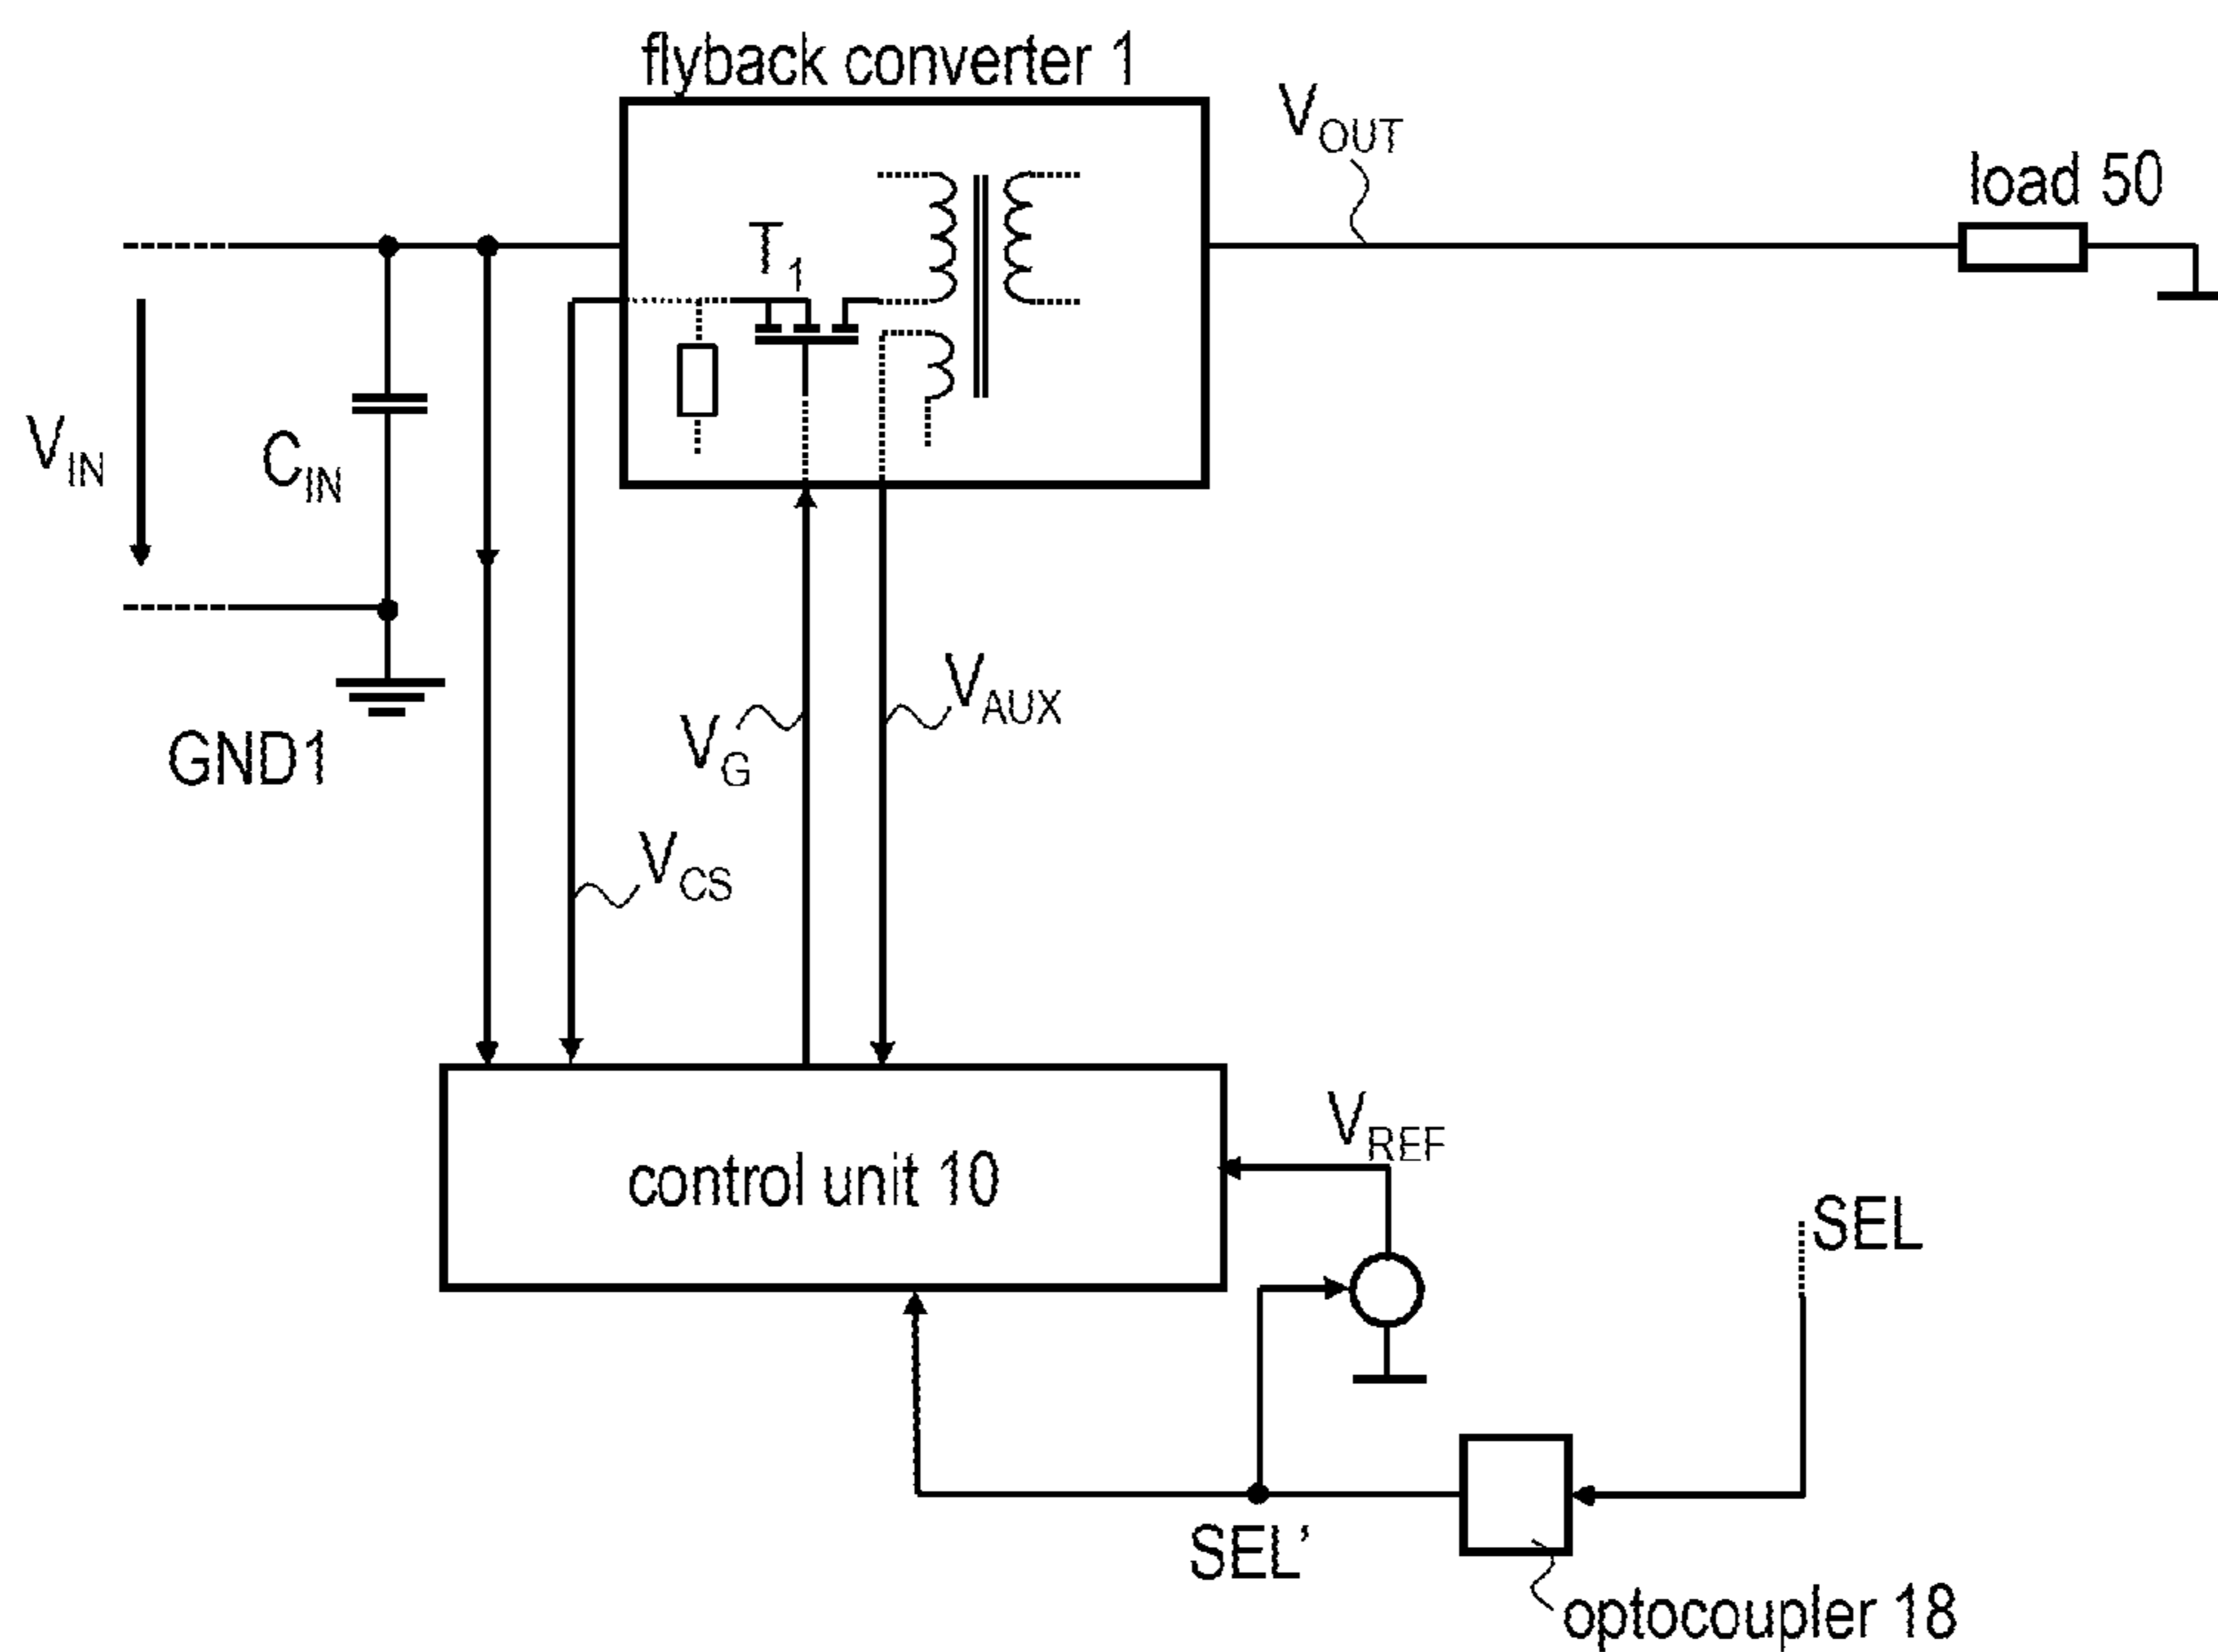 flyback converter 1
V_OUT
load 50
T_1
V_IN
C_IN
GND1
V_AUX
V_G
V_CS
V_REF
control unit 10
SEL
SEL'
optocoupler 18